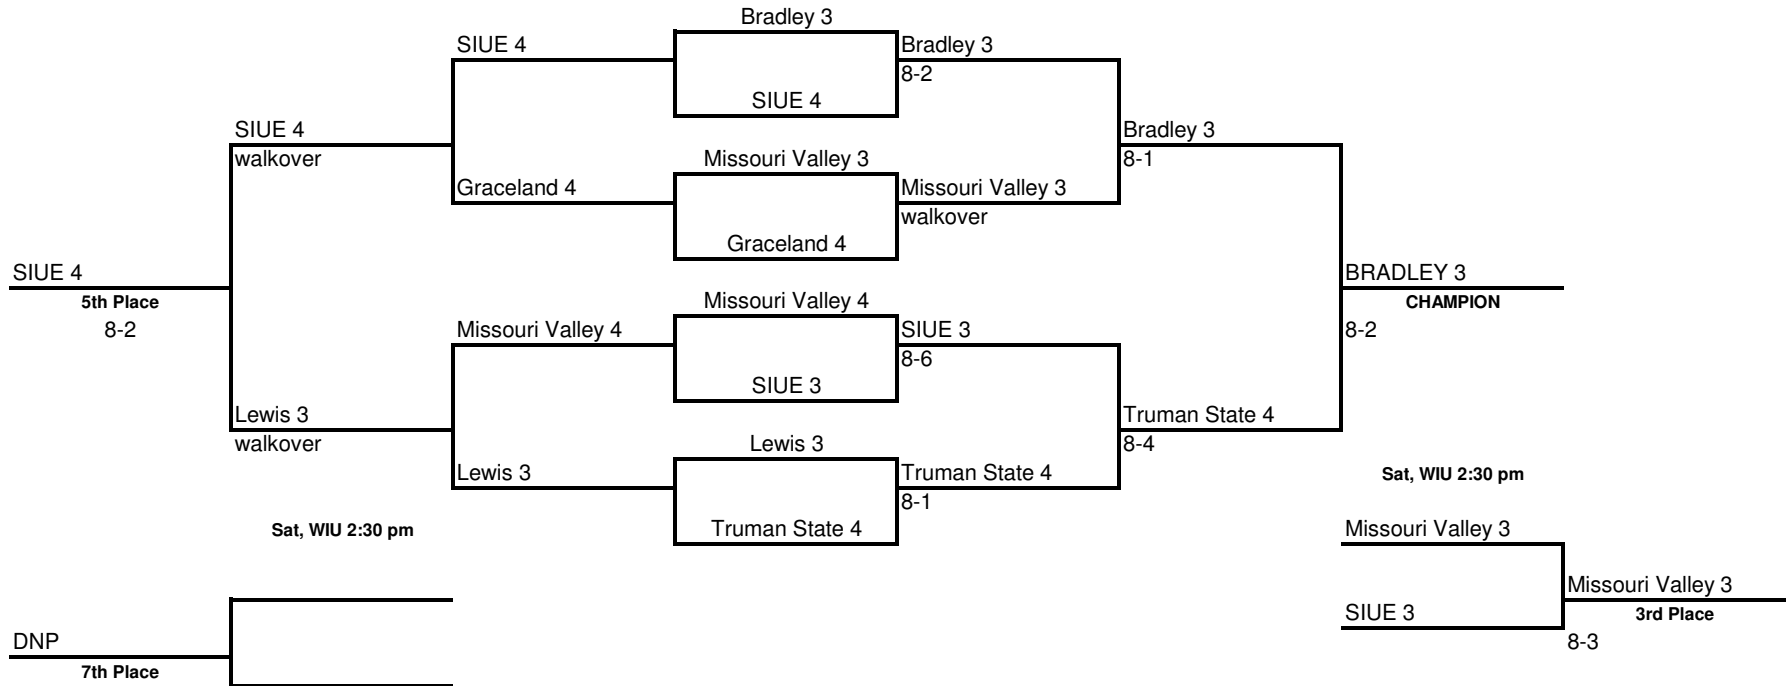 Bradley 3
SIUE 4
Bradley 3
8-2
SIUE 4
SIUE 4
walkover
Bradley 3
8-1
Missouri Valley 3
Graceland 4
Missouri Valley 3
walkover
Graceland 4
SIUE 4
5th Place
8-2
BRADLEY 3
CHAMPION
8-2
Missouri Valley 4
Missouri Valley 4
SIUE 3
8-6
SIUE 3
Lewis 3
walkover
Truman State 4
8-4
Lewis 3
Lewis 3
Truman State 4
8-1
Sat, WIU 2:30 pm
Sat, WIU 2:30 pm
Truman State 4
Missouri Valley 3
Missouri Valley 3
3rd Place
SIUE 3
8-3
DNP
7th Place